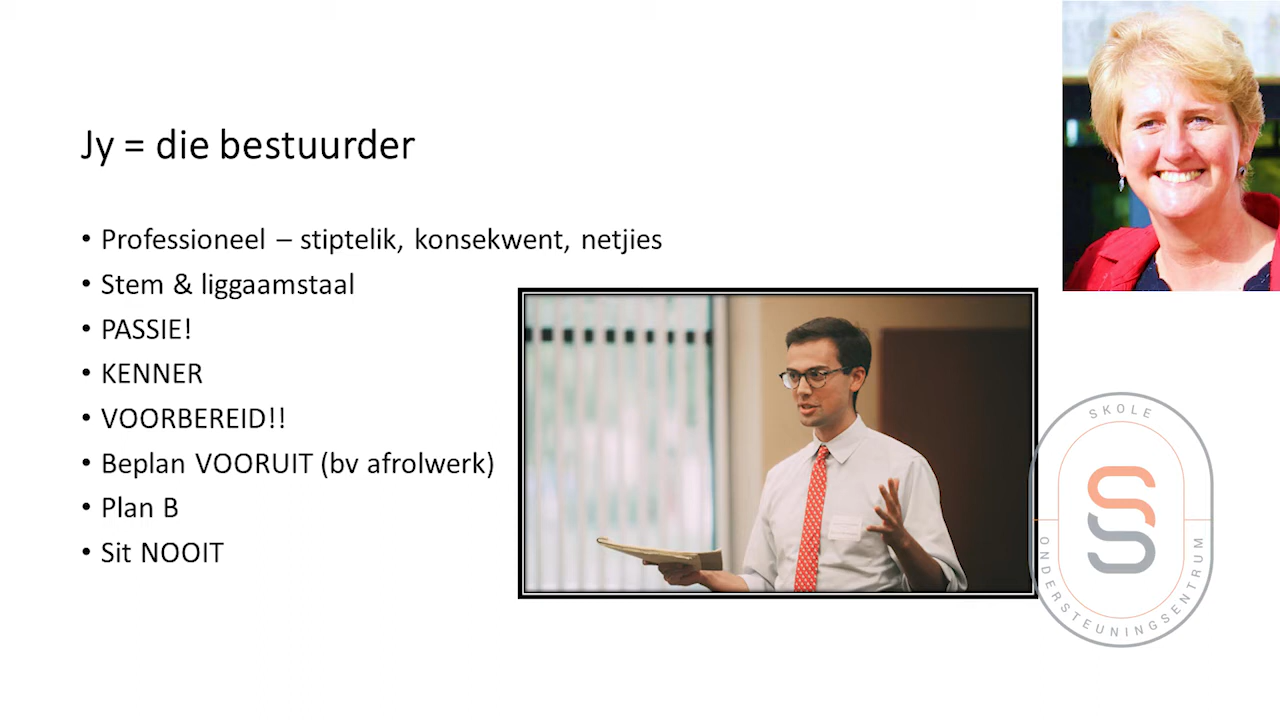 Jy = die bestuurder
• Professioneel – stiptelik, konsekwent, netjies
• Stem & liggaamstaal
• PASSIE!
• KENNER
• VOORBEREID!!
• Beplan VOORUIT (bv afrolwerk)
• Plan B
• Sit NOOIT
SKOLE
SS
ONDERSTEUNINGSENTRUM